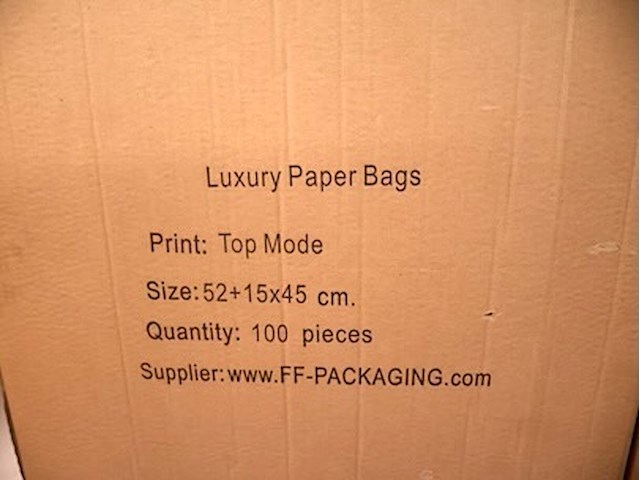 Luxury Paper Bags
Print: Top Mode
Size: 52+15x45 cm.
Quantity: 100 pieces
Supplier: www.FF-PACKAGING.com